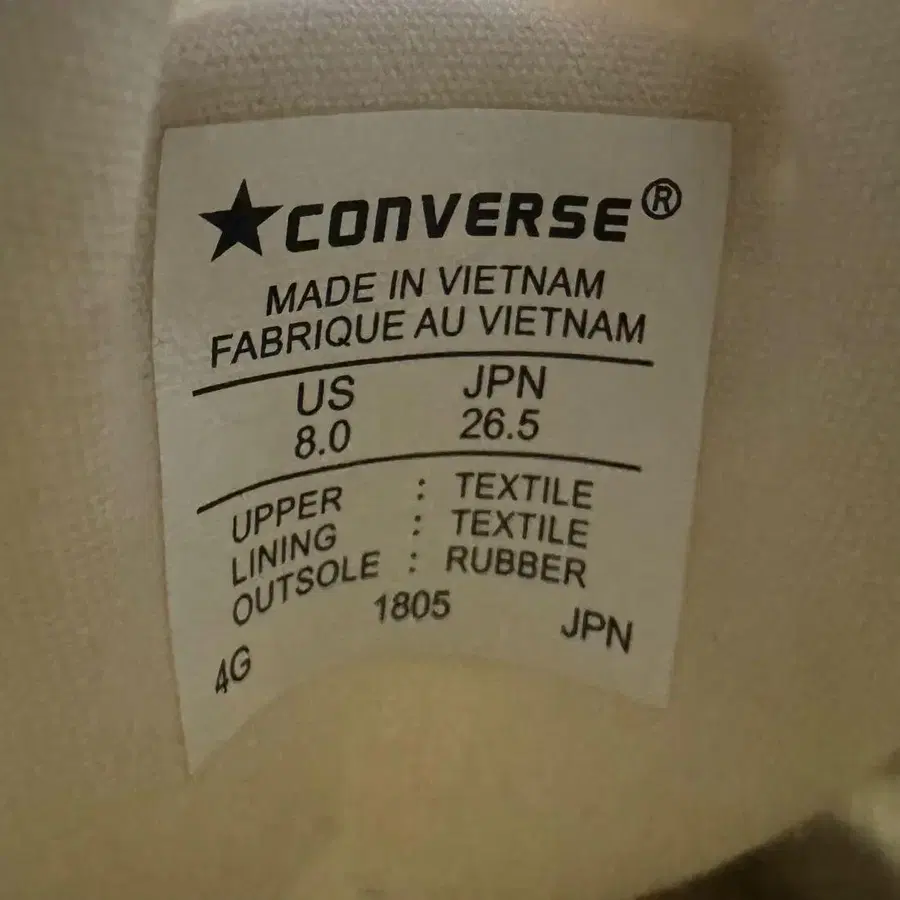 ★CONVERSE®
MADE IN VIETNAM
FABRIQUE AU VIETNAM
US JPN
8.0 26.5
UPPER : TEXTILE
LINING : TEXTILE
OUTSOLE : RUBBER
1805
4G JPN